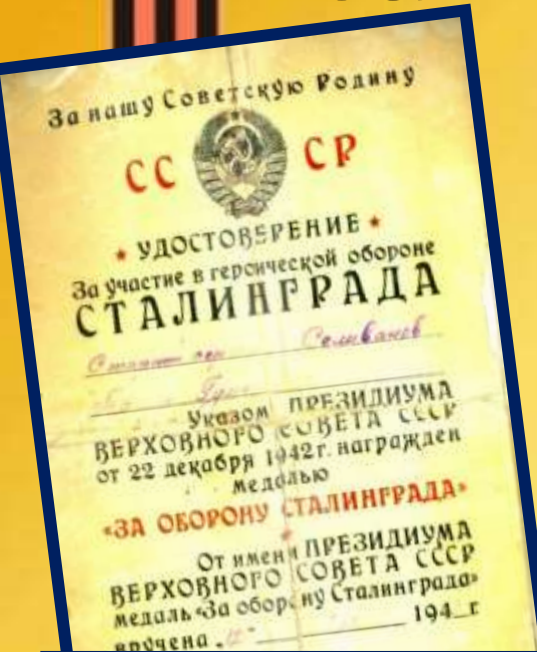 За нашу Советскую Родину
СС СР
УДОСТОВЕРЕНИЕ
За участие в героической обороне
СТАЛИНГРАДА
Селиванов
Указом ПРЕЗИДИУМА
ВЕРХОВНОГО СОВЕТА СССР
от 22 декабря 1942г. награжден
медалью
«ЗА ОБОРОНУ СТАЛИНГРАДА»
От имени ПРЕЗИДИУМА
ВЕРХОВНОГО СОВЕТА СССР
медаль «За оборону Сталинграда»
вручена 194_г